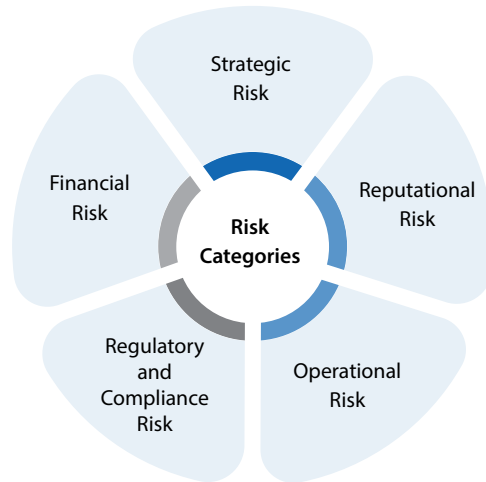 Strategic
Risk
Financial
Risk
Reputational
Risk
Risk
Categories
Regulatory
and
Compliance
Risk
Operational
Risk